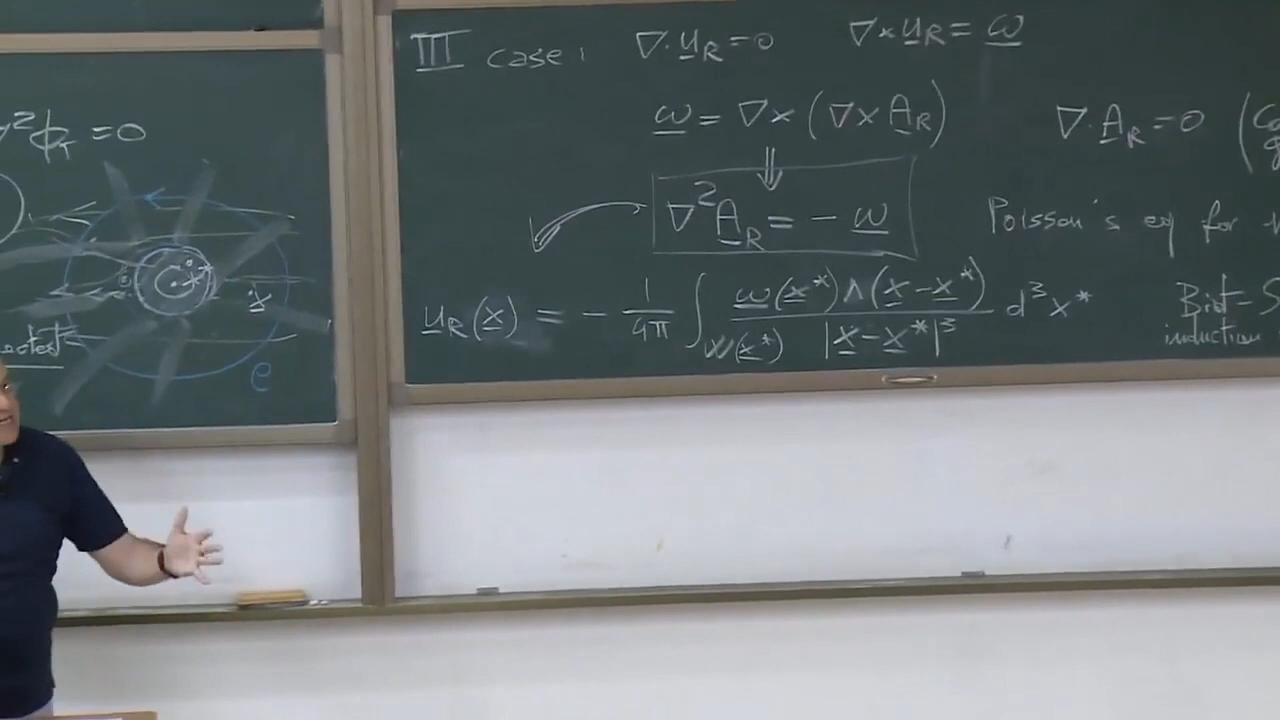 ∇²ϕ_T = 0
x
e
III case: ∇·u_R = 0 ∇×u_R = ω
ω = ∇×(∇×A_R) ∇·A_R = 0
⇓
∇²A_R = - ω Poisson's eq for
u_R(x) = - 1/4π ∫_{V(x*)} ω(x*)∧(x-x*) / |x-x*|³ d³x* Biot-S
induction